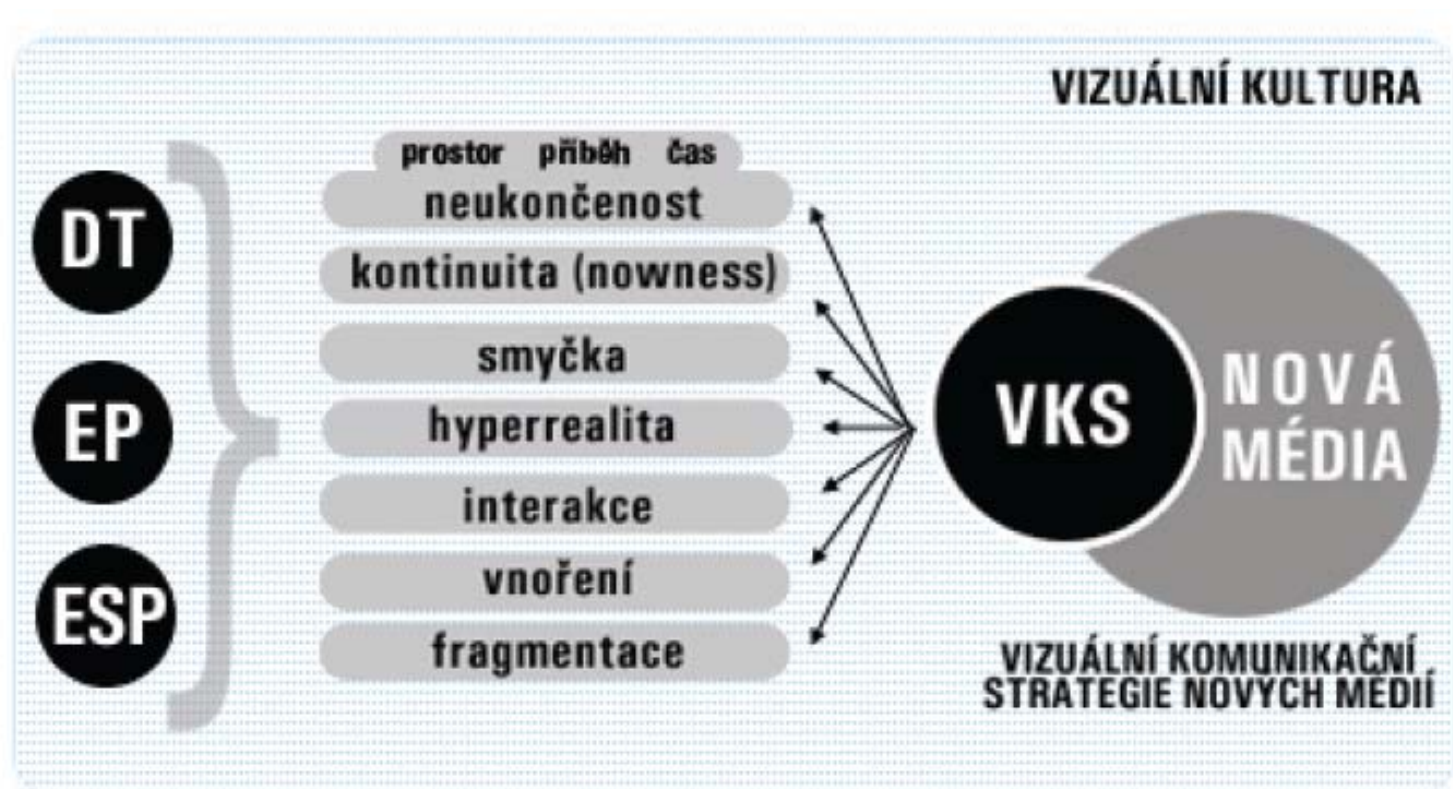 VIZUÁLNÍ KULTURA
DT
EP
ESP
prostor příběh čas
neukončenost
kontinuita (nowness)
smyčka
hyperrealita
interakce
vnoření
fragmentace
VKS
NOVÁ
MÉDIA
VIZUÁLNÍ KOMUNIKAČNÍ
STRATEGIE NOVÝCH MÉDIÍ